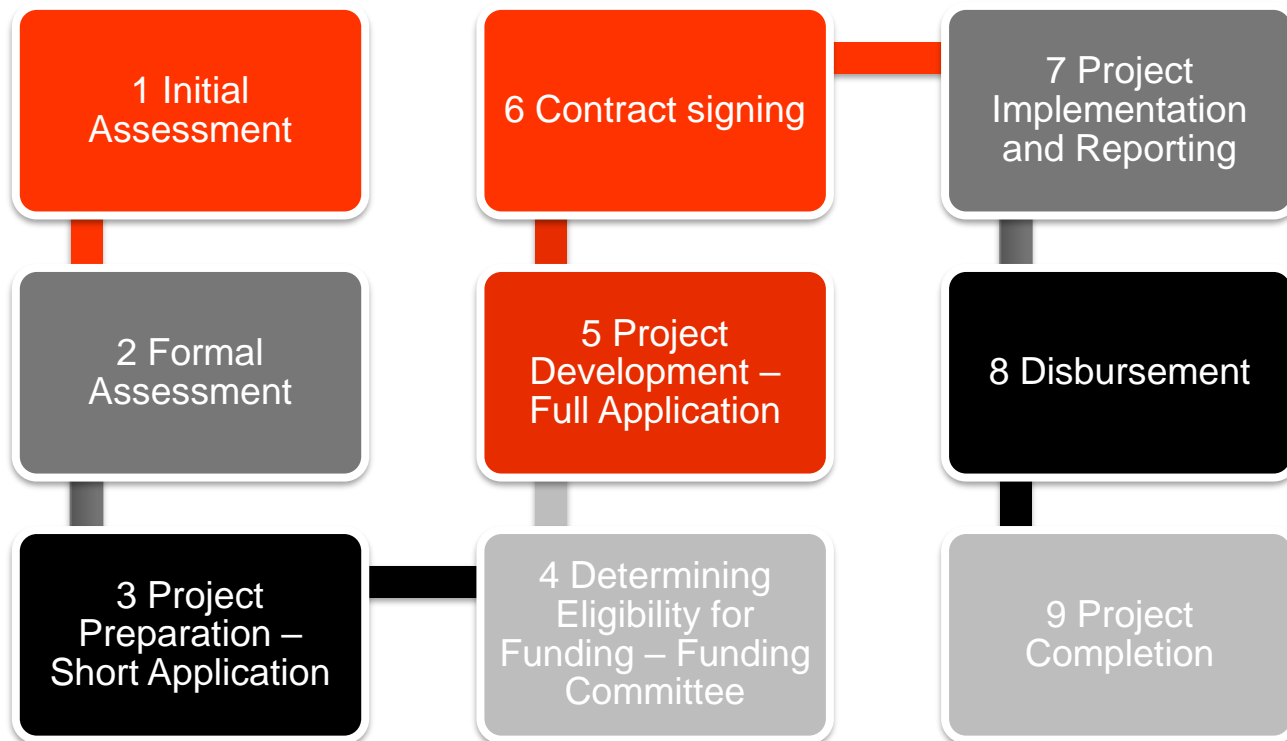 1 Initial
Assessment
2 Formal
Assessment
3 Project
Preparation –
Short Application
4 Determining
Eligibility for
Funding – Funding
Committee
5 Project
Development –
Full Application
6 Contract signing
7 Project
Implementation
and Reporting
8 Disbursement
9 Project
Completion